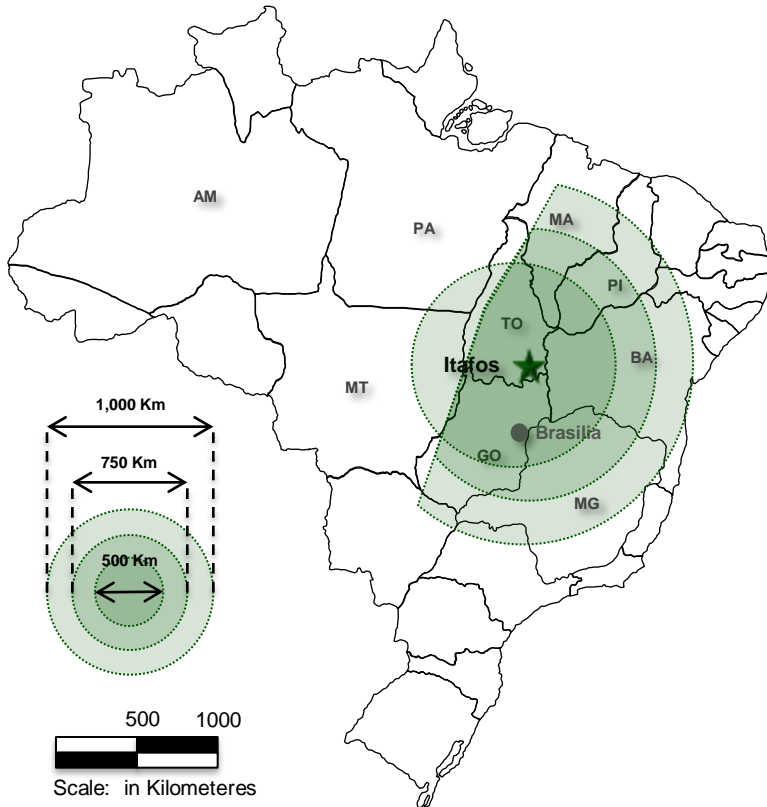 AM
PA
MA
PI
TO
BA
Itafos
MT
Brasilia
GO
MG
1,000 Km
750 Km
500 Km
500 1000
Scale: in Kilometeres